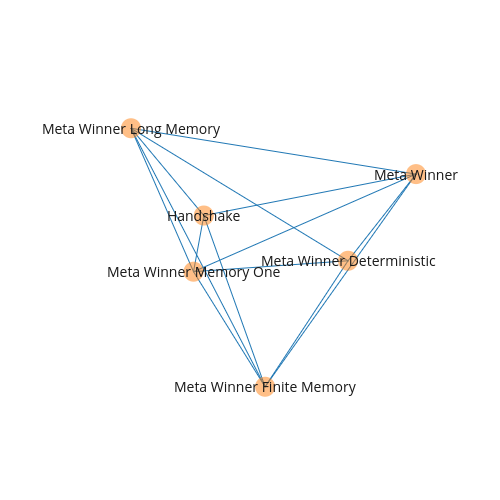 Meta Winner Long Memory
Meta Winner
Handshake
Meta Winner Deterministic
Meta Winner Memory One
Meta Winner Finite Memory